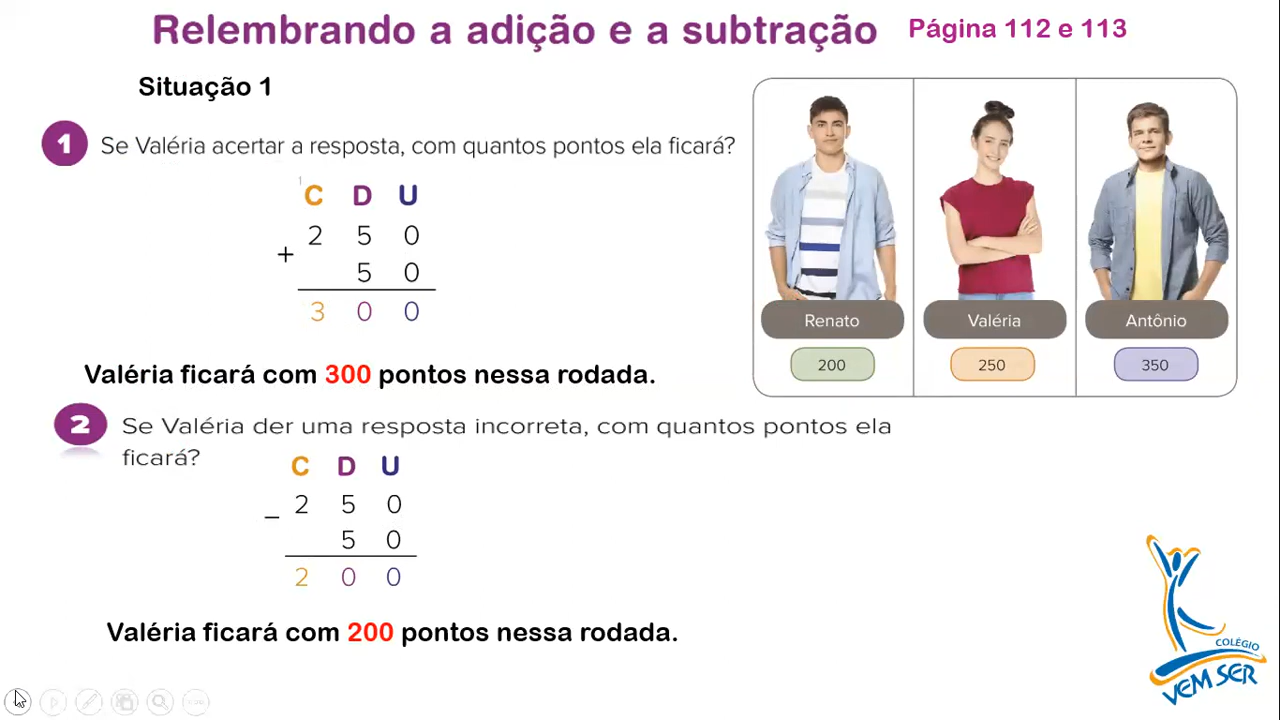 Relembrando a adição e a subtração
Página 112 e 113
Situação 1
1 Se Valéria acertar a resposta, com quantos pontos ela ficará?
1
C D U
2 5 0
+
5 0
3 0 0
Valéria ficará com 300 pontos nessa rodada.
Renato
Valéria
Antônio
200
250
350
2 Se Valéria der uma resposta incorreta, com quantos pontos ela
ficará?
C D U
2 5 0
–
5 0
2 0 0
Valéria ficará com 200 pontos nessa rodada.
COLÉGIO
VEM SER